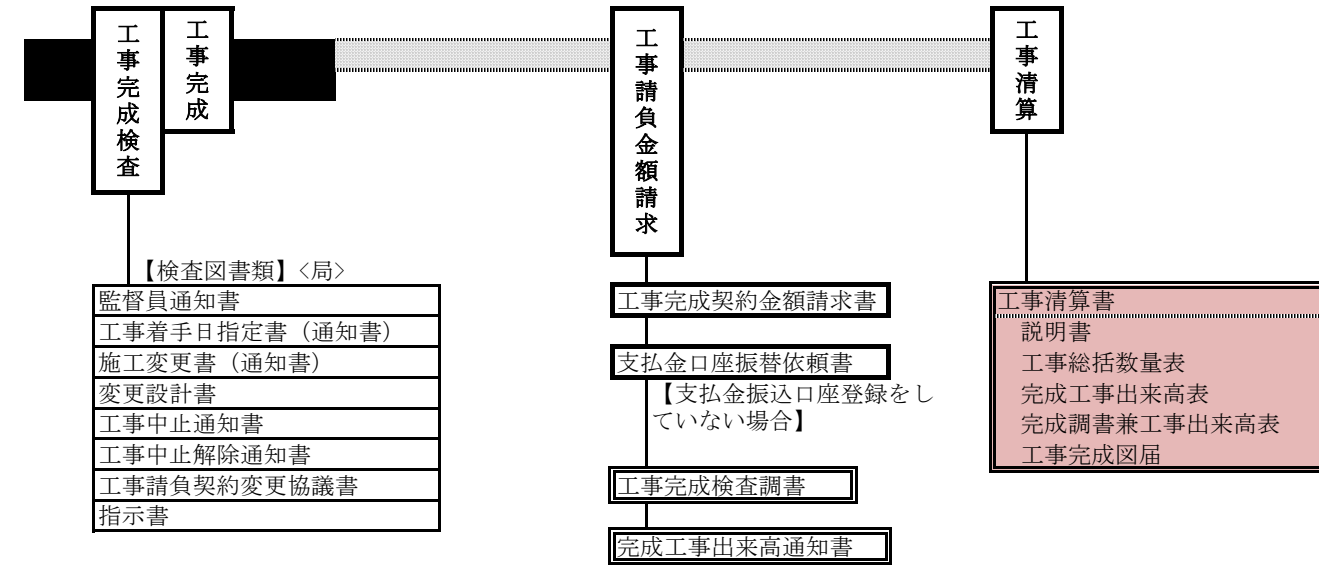 工事完成検査
工事完成
工事請負金額請求
工事清算
【検査図書類】<局>
監督員通知書
工事着手日指定書（通知書）
施工変更書（通知書）
変更設計書
工事中止通知書
工事中止解除通知書
工事請負契約変更協議書
指示書
工事完成契約金額請求書
支払金口座振替依頼書
【支払金振込口座登録をし
ていない場合】
工事完成検査調書
完成工事出来高通知書
工事清算書
説明書
工事総括数量表
完成工事出来高表
完成調書兼工事出来高表
工事完成図届